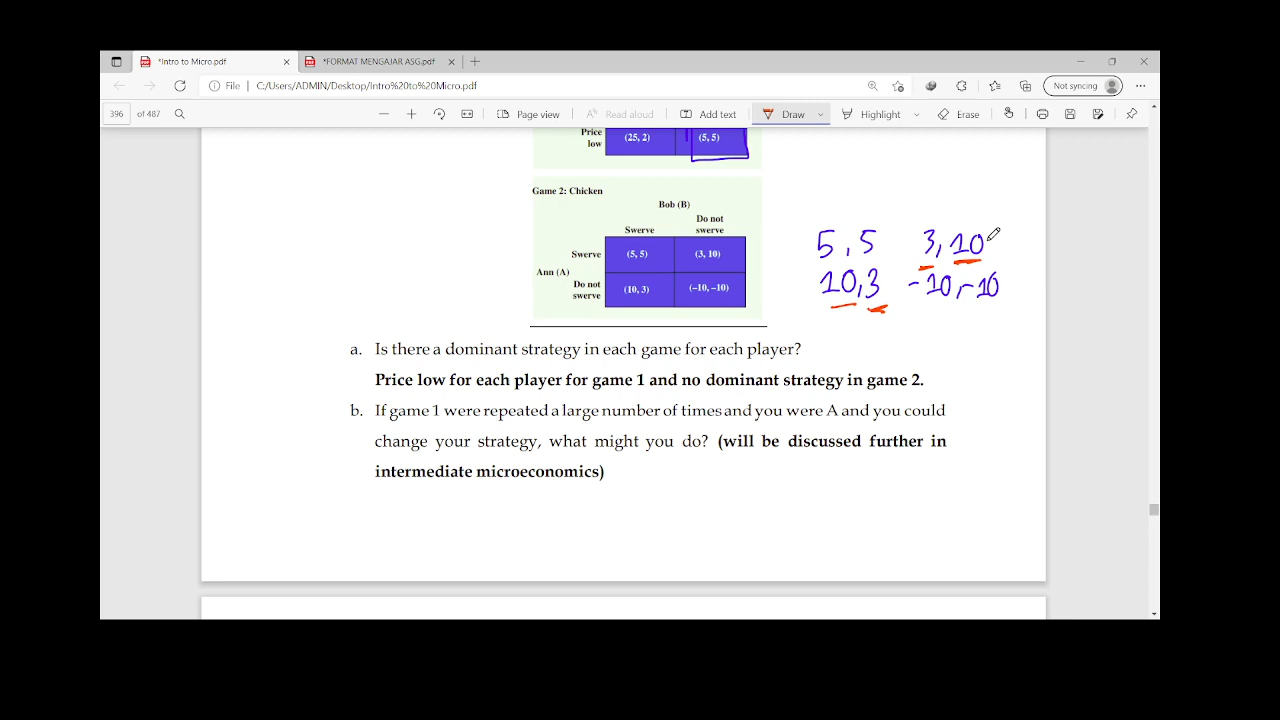 *Intro to Micro.pdf
*FORMAT MENGAJAR ASG.pdf
File
C:/Users/ADMIN/Desktop/Intro%20to%20Micro.pdf
Not syncing
396 of 487
Page view
Read aloud
Add text
Draw
Highlight
Erase
Price low (25, 2) (5, 5)
Game 2: Chicken
Bob (B)
Swerve Do not swerve
Swerve (5, 5) (3, 10)
Ann (A)
Do not swerve (10, 3) (–10, –10)
5, 5 3, 10
10, 3 -10, -10
a. Is there a dominant strategy in each game for each player?
Price low for each player for game 1 and no dominant strategy in game 2.
b. If game 1 were repeated a large number of times and you were A and you could
change your strategy, what might you do? (will be discussed further in
intermediate microeconomics)